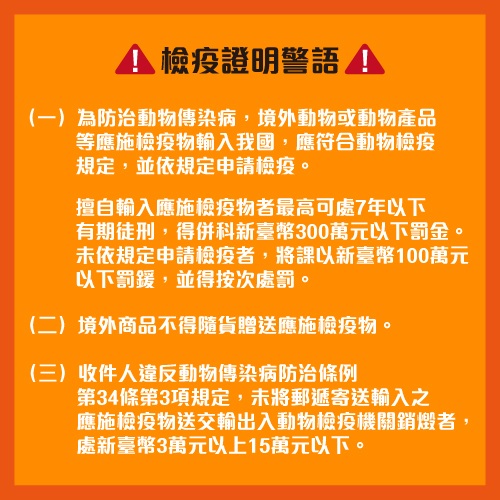 檢疫證明警語
(一) 為防治動物傳染病，境外動物或動物產品
等應施檢疫物輸入我國，應符合動物檢疫
規定，並依規定申請檢疫。
擅自輸入應施檢疫物者最高可處7年以下
有期徒刑，得併科新臺幣300萬元以下罰金。
未依規定申請檢疫者，將課以新臺幣100萬元
以下罰鍰，並得按次處罰。
(二) 境外商品不得隨貨贈送應施檢疫物。
(三) 收件人違反動物傳染病防治條例
第34條第3項規定，未將郵遞寄送輸入之
應施檢疫物送交輸出入動物檢疫機關銷燬者，
處新臺幣3萬元以上15萬元以下。